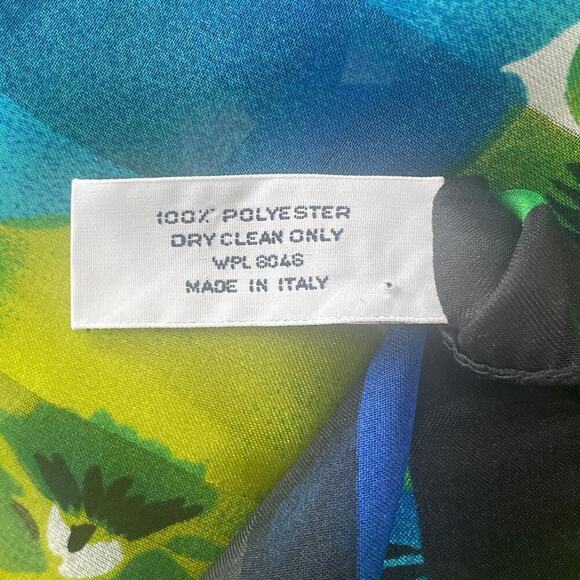 100% POLYESTER
DRY CLEAN ONLY
WPL 8046
MADE IN ITALY